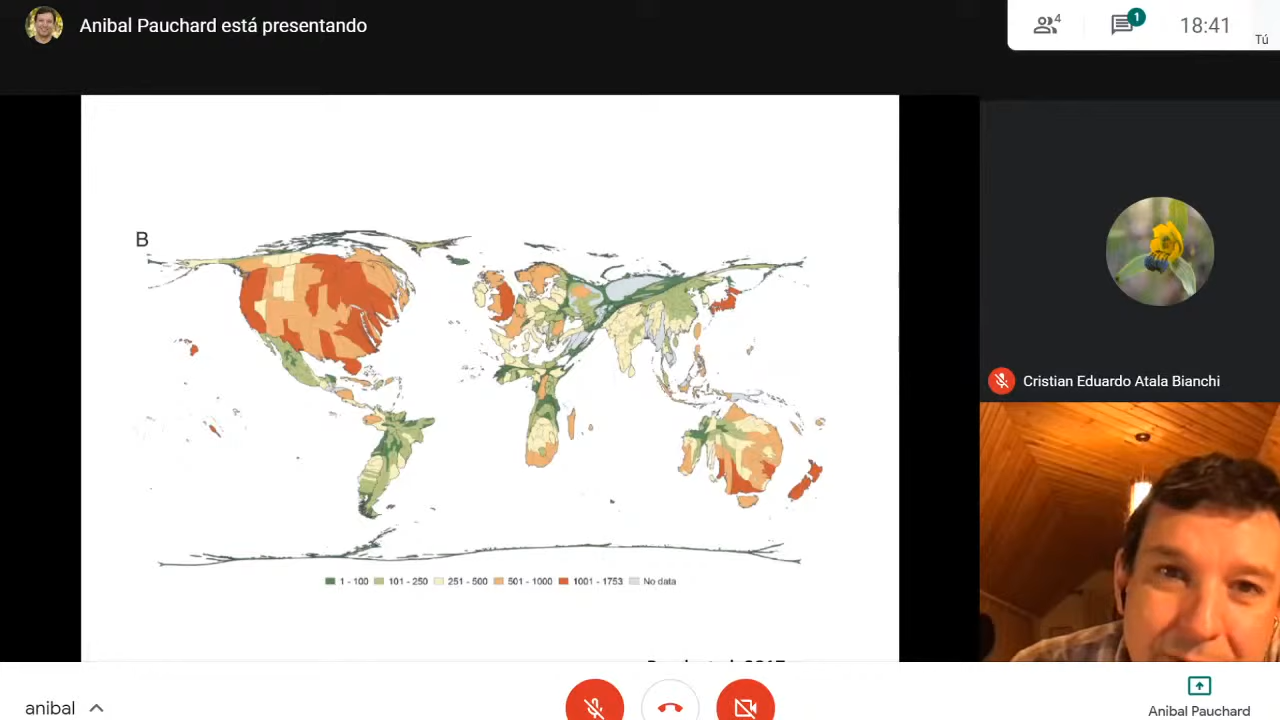 Anibal Pauchard está presentando
4
1
18:41
Tú
B
1 - 100 101 - 250 251 - 500 501 - 1000 1001 - 1753 No data
Cristian Eduardo Atala Bianchi
anibal
Anibal Pauchard